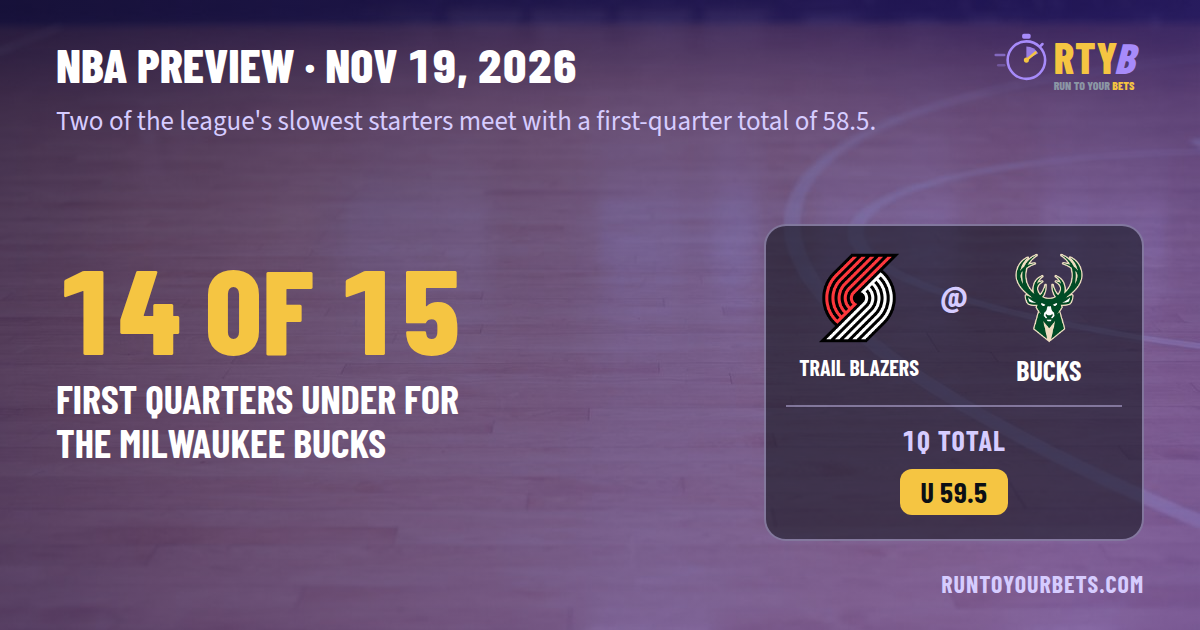 NBA PREVIEW · NOV 19, 2026
Two of the league's slowest starters meet with a first-quarter total of 58.5.
RTYB
RUN TO YOUR BETS
14 OF 15
FIRST QUARTERS UNDER FOR
THE MILWAUKEE BUCKS
TRAIL BLAZERS
@
BUCKS
1Q TOTAL
U 59.5
RUNTOYOURBETS.COM